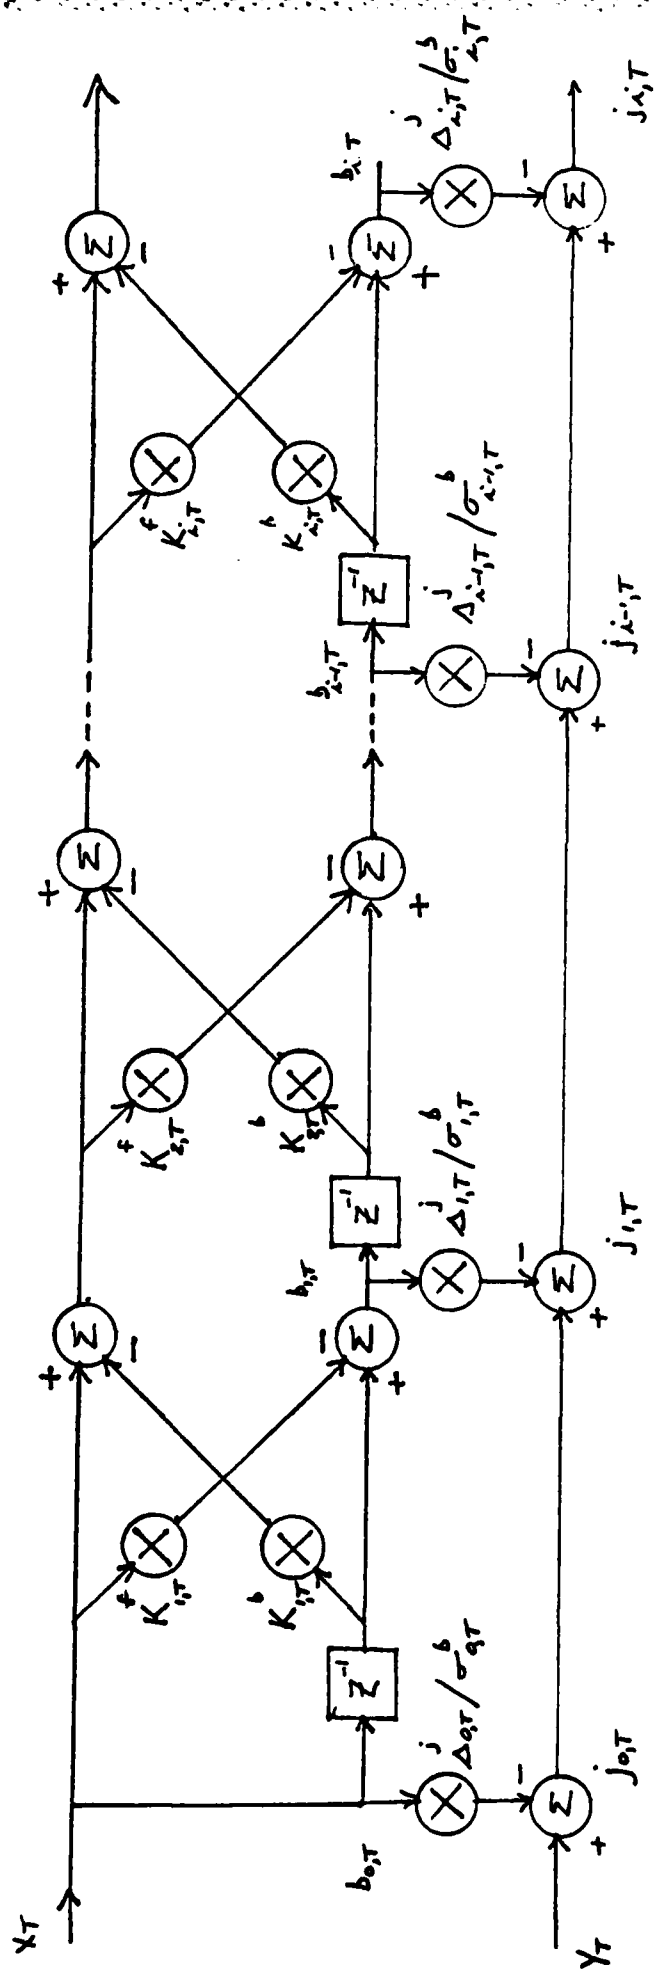 X_T
+
Σ
−
+
Σ
−
+
Σ
−
K^f_{1,T}
K^f_{2,T}
K^f_{i,T}
K^b_{1,T}
K^b_{2,T}
K^b_{i,T}
Z^{-1}
−
Σ
+
b_{1,T}
Z^{-1}
−
Σ
+
b_{i-1,T}
Z^{-1}
−
Σ
+
b_{i,T}
b_{0,T}
Δ^j_{0,T}/σ^b_{0,T}
Δ^j_{1,T}/σ^b_{1,T}
Δ^j_{i-1,T}/σ^b_{i-1,T}
Δ^j_{i,T}/σ^b_{i,T}
Y_T
+
Σ
−
+
Σ
−
+
Σ
−
+
Σ
−
j_{0,T}
j_{1,T}
j_{i-1,T}
j_{i,T}